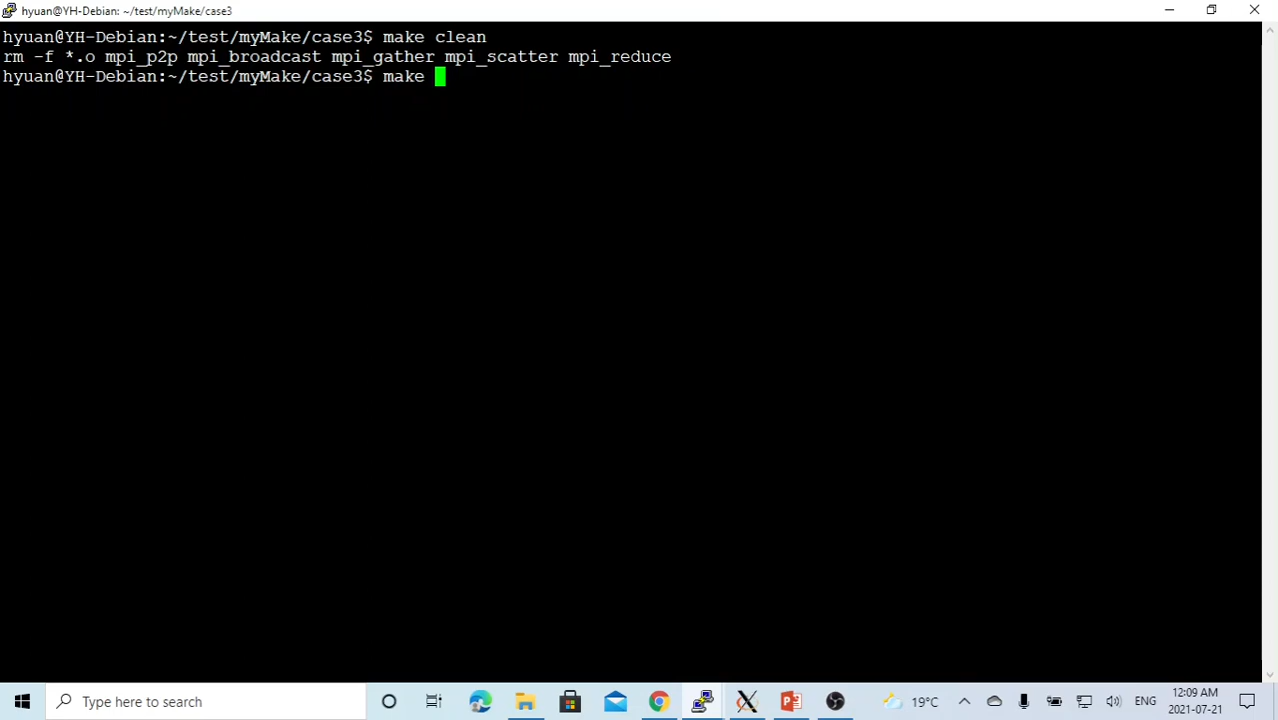 hyuan@YH-Debian: ~/test/myMake/case3
hyuan@YH-Debian:~/test/myMake/case3$ make clean
rm -f *.o mpi_p2p mpi_broadcast mpi_gather mpi_scatter mpi_reduce
hyuan@YH-Debian:~/test/myMake/case3$ make
Type here to search
19°C
ENG
12:09 AM
2021-07-21